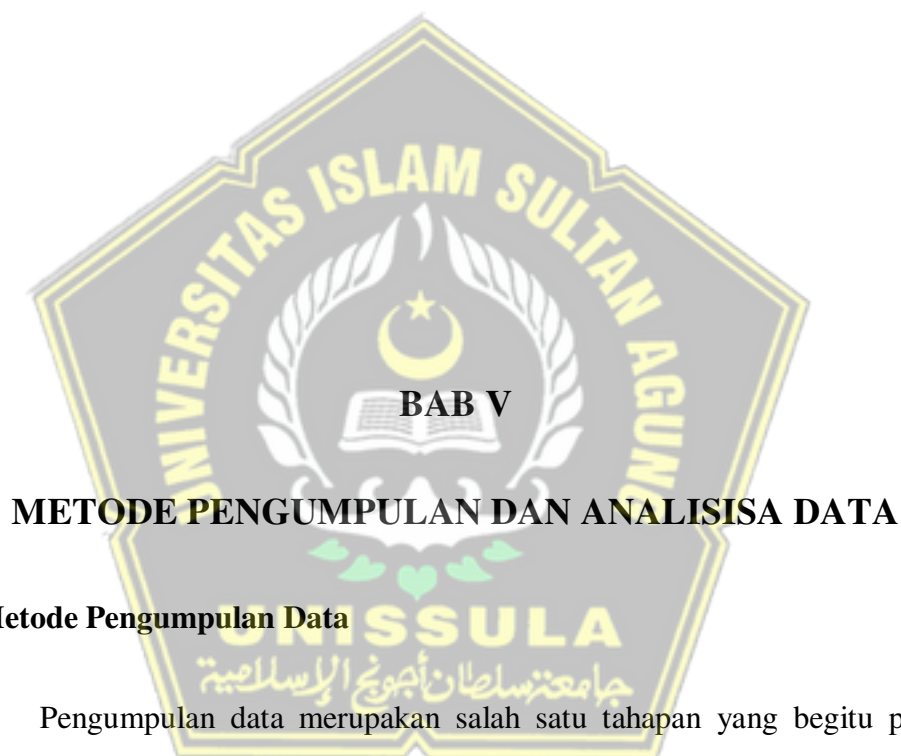 UNIVERSITAS ISLAM SULTAN AGUNG
BAB V
METODE PENGUMPULAN DAN ANALISISA DATA
etode Pengumpulan Data
UNISSULA
جامعة سلطان أجونج الإسلامية
Pengumpulan data merupakan salah satu tahapan yang begitu p